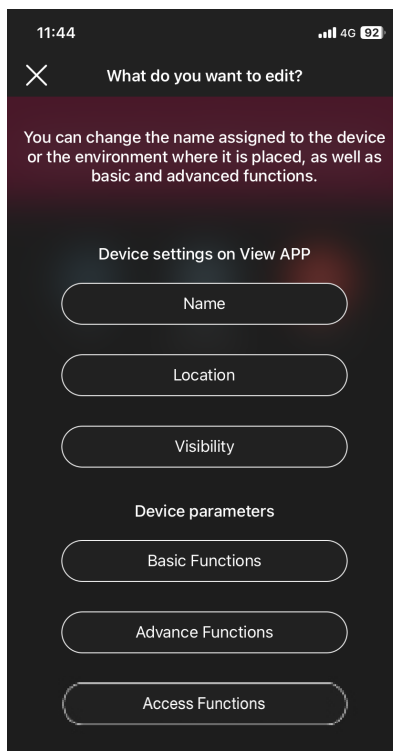 11:44
4G 92
What do you want to edit?
You can change the name assigned to the device
or the environment where it is placed, as well as
basic and advanced functions.
Device settings on View APP
Name
Location
Visibility
Device parameters
Basic Functions
Advance Functions
Access Functions